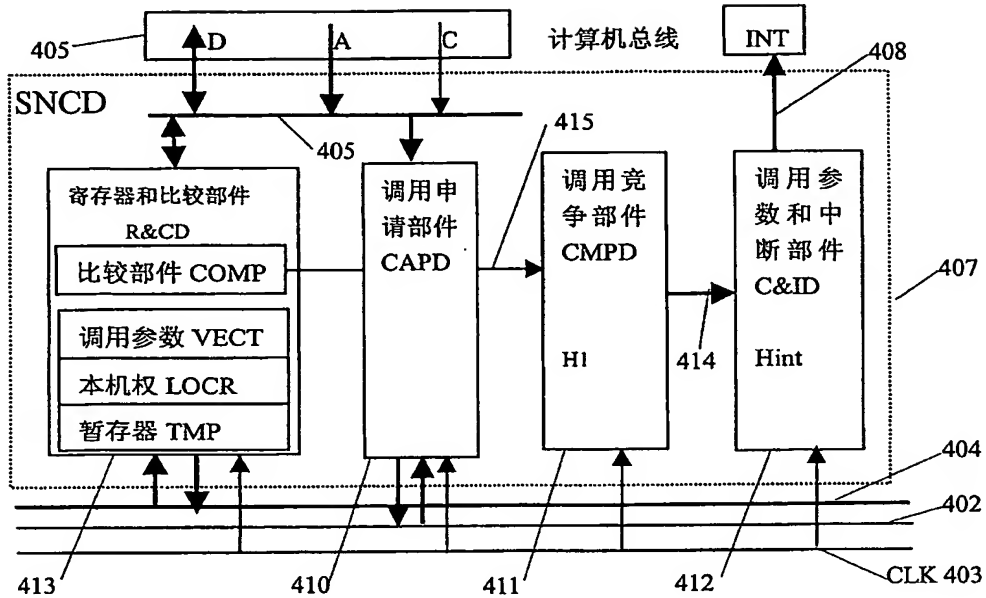 405
D
A
C
计算机总线
INT
408
SNCD
405
415
寄存器和比较部件
R&CD
比较部件 COMP
调用参数 VECT
本机权 LOCR
暂存器 TMP
调用申
请部件
CAPD
调用竞
争部件
CMPD
H1
调用参
数和中
断部件
C&ID
Hint
407
414
404
402
CLK 403
413
410
411
412